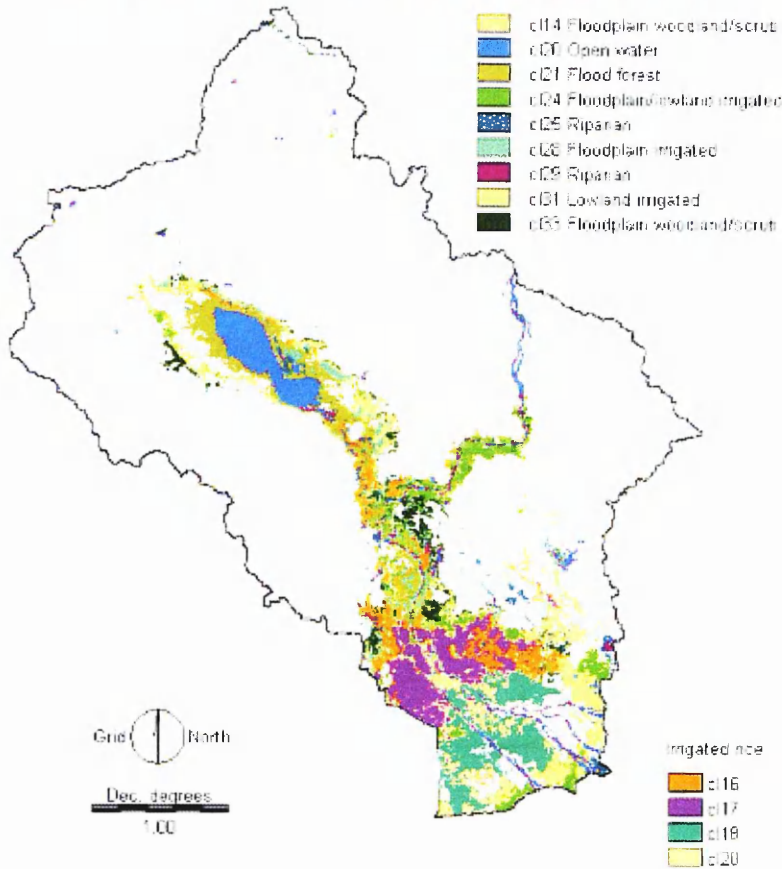 cl14 Floodplain woodland/scrub
cl20 Open water
cl21 Flood forest
cl24 Floodplain/lowland irrigated
cl25 Riparian
cl28 Floodplain irrigated
cl29 Riparian
cl31 Lowland irrigated
cl33 Floodplain woodland/scrub
Grid North
Dec. degrees
1.00
Irrigated rice
cl16
cl17
cl19
cl20